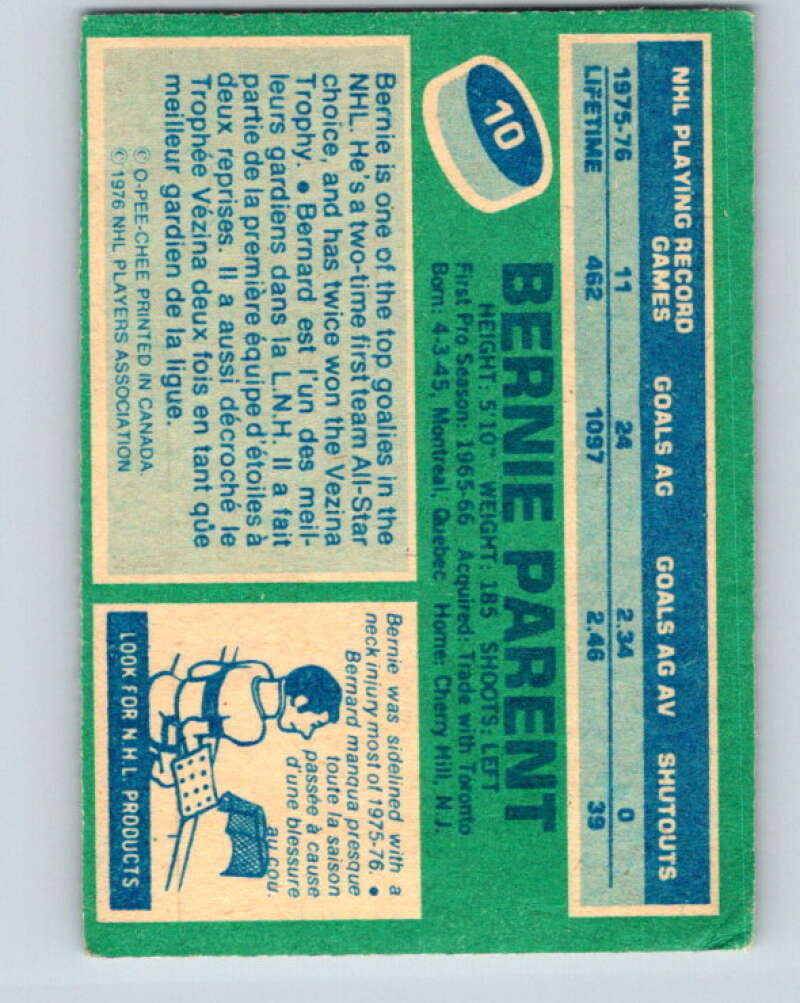 NHL PLAYING RECORD
GAMES GOALS AG GOALS AG AV SHUTOUTS
1975-76 11 24 2.34 0
LIFETIME 462 1097 2.46 39
10
BERNIE PARENT
HEIGHT: 5'10" WEIGHT: 185 SHOOTS: LEFT
First Pro Season: 1965-66 Acquired: Trade with Toronto
Born: 4-3-45, Montreal, Quebec Home: Cherry Hill, N.J.
Bernie is one of the top goalies in the
NHL. He's a two-time first team All-Star
choice, and has twice won the Vezina
Trophy. • Bernard est l'un des meil-
leurs gardiens dans la L.N.H. Il a fait
partie de la première équipe d'étoiles à
deux reprises. Il a aussi décroché le
Trophée Vézina deux fois en tant que
meilleur gardien de la ligue.
© O-PEE-CHEE PRINTED IN CANADA.
© 1976 NHL PLAYERS ASSOCIATION
Bernie was sidelined with a
neck injury most of 1975-76. •
Bernard manqua presque
toute la saison
passée à cause
d'une blessure
au cou.
LOOK FOR N.H.L. PRODUCTS